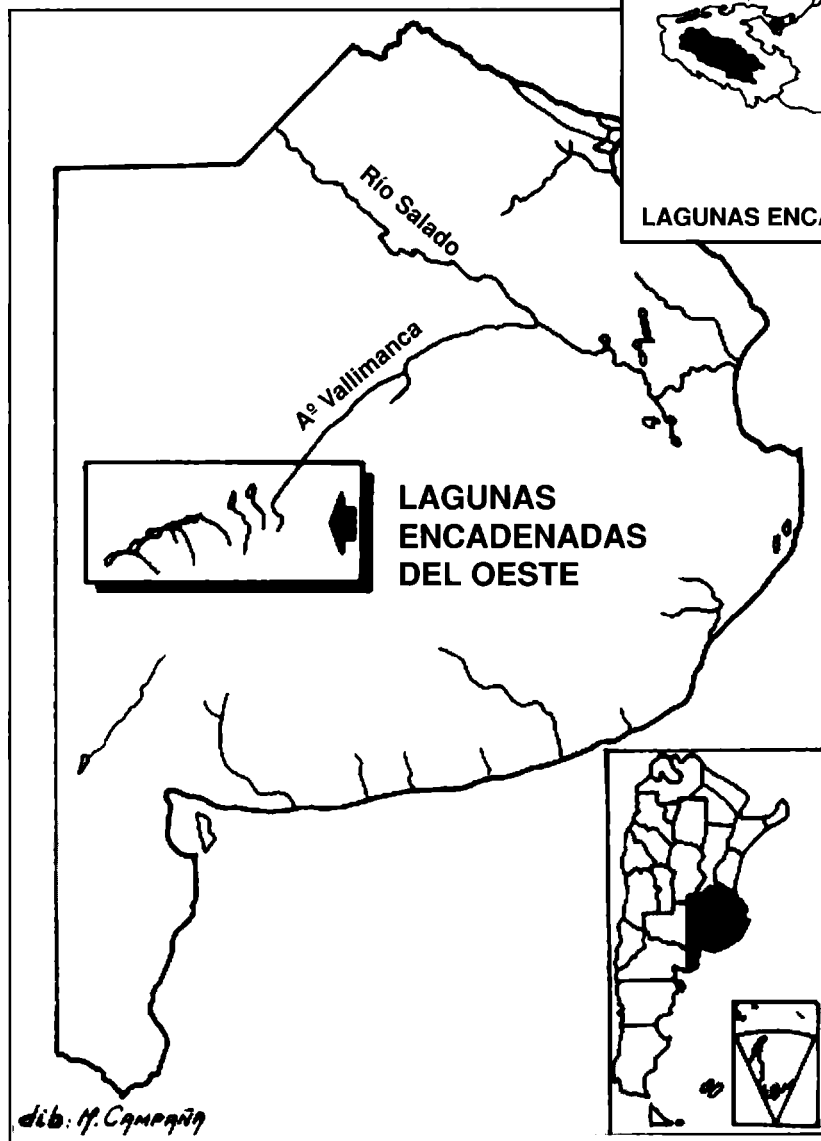 LAGUNAS ENCA
Río Salado
Aº Vallimanca
LAGUNAS
ENCADENADAS
DEL OESTE
dib: M. CAMPAÑA